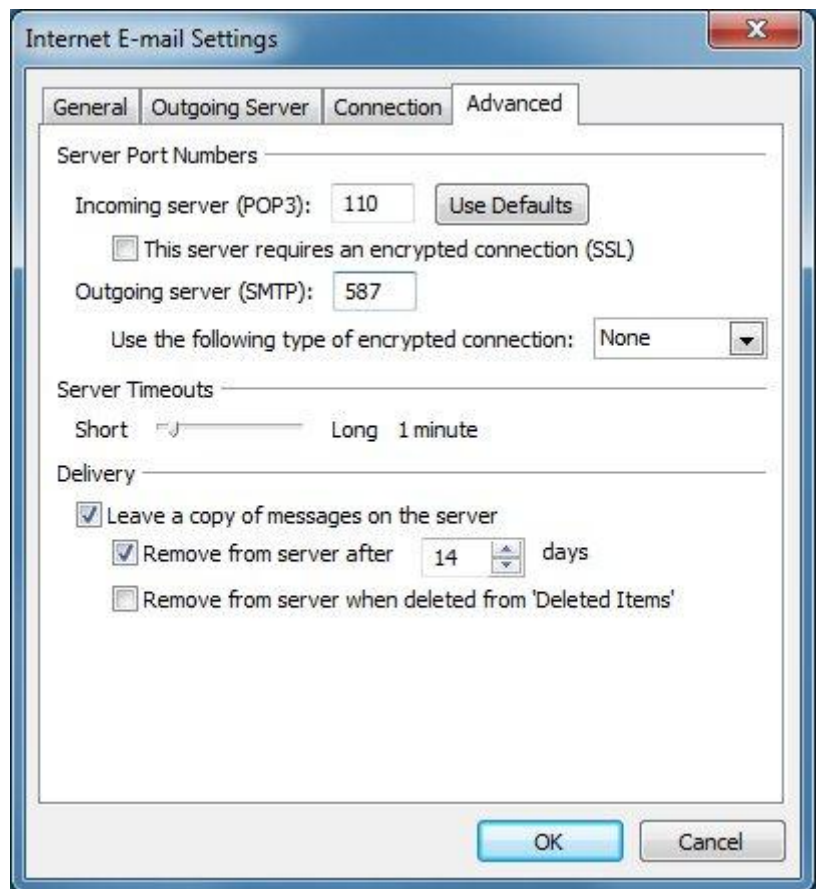 Internet E-mail Settings
General Outgoing Server Connection Advanced
Server Port Numbers
Incoming server (POP3): 110 Use Defaults
This server requires an encrypted connection (SSL)
Outgoing server (SMTP): 587
Use the following type of encrypted connection: None
Server Timeouts
Short Long 1 minute
Delivery
Leave a copy of messages on the server
Remove from server after 14 days
Remove from server when deleted from 'Deleted Items'
OK Cancel